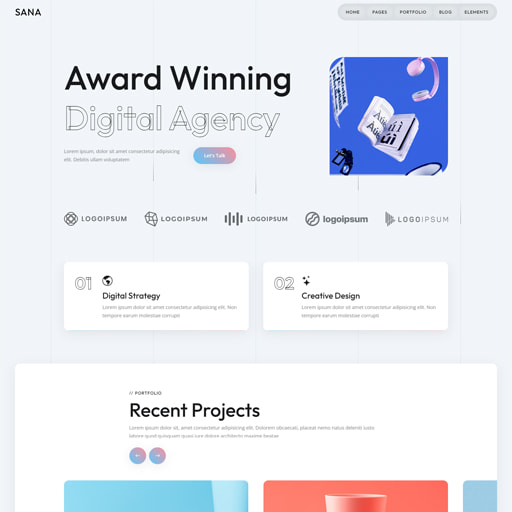 SANA
HOME PAGES PORTFOLIO BLOG ELEMENTS
Award Winning
Digital Agency
Lorem ipsum, dolor sit amet consectetur adipisicing
elit. Debitis ullam voluptatem
Let's Talk
LOGOIPSUM LOGOIPSUM LOGOIPSUM logoipsum LOGOIPSUM
01
Digital Strategy
Lorem ipsum dolor sit amet consectetur adipisicing elit. Non
tempore earum molestiae corrupti
02
Creative Design
Lorem ipsum dolor sit amet consectetur adipisicing elit. Non
tempore earum molestiae corrupti
// PORTFOLIO
Recent Projects
Lorem ipsum dolor sit, amet consectetur adipisicing elit. Dolorem obcaecati, placeat nemo natus deleniti iusto
labore quod quisquam quasi iure dolore architecto maxime beatae